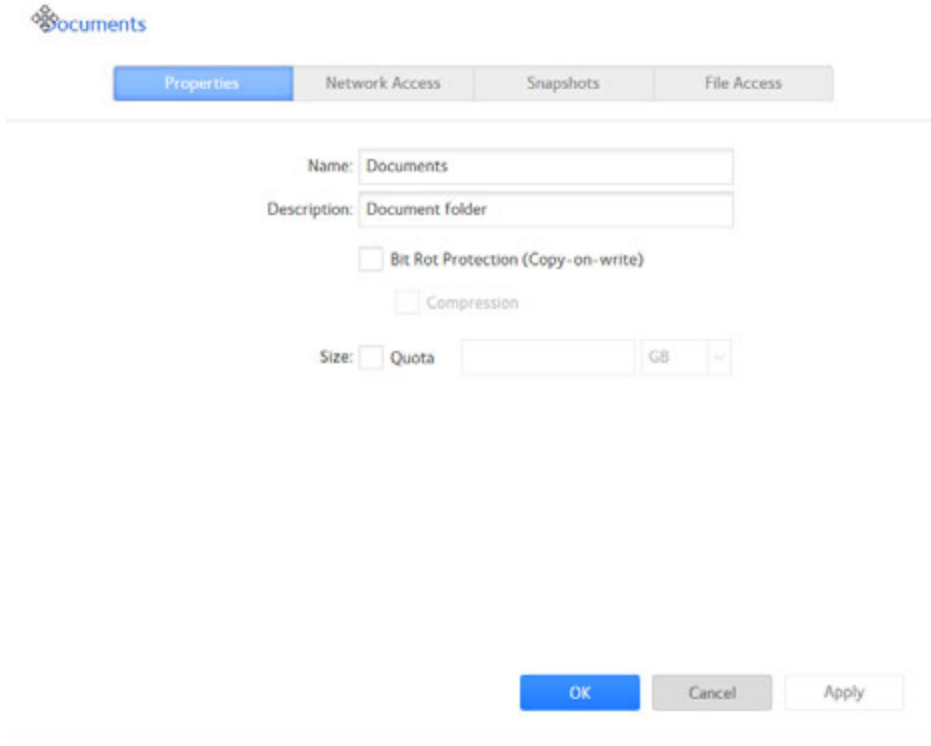 Documents
Properties Network Access Snapshots File Access
Name: Documents
Description: Document folder
Bit Rot Protection (Copy-on-write)
Compression
Size: Quota GB
OK Cancel Apply